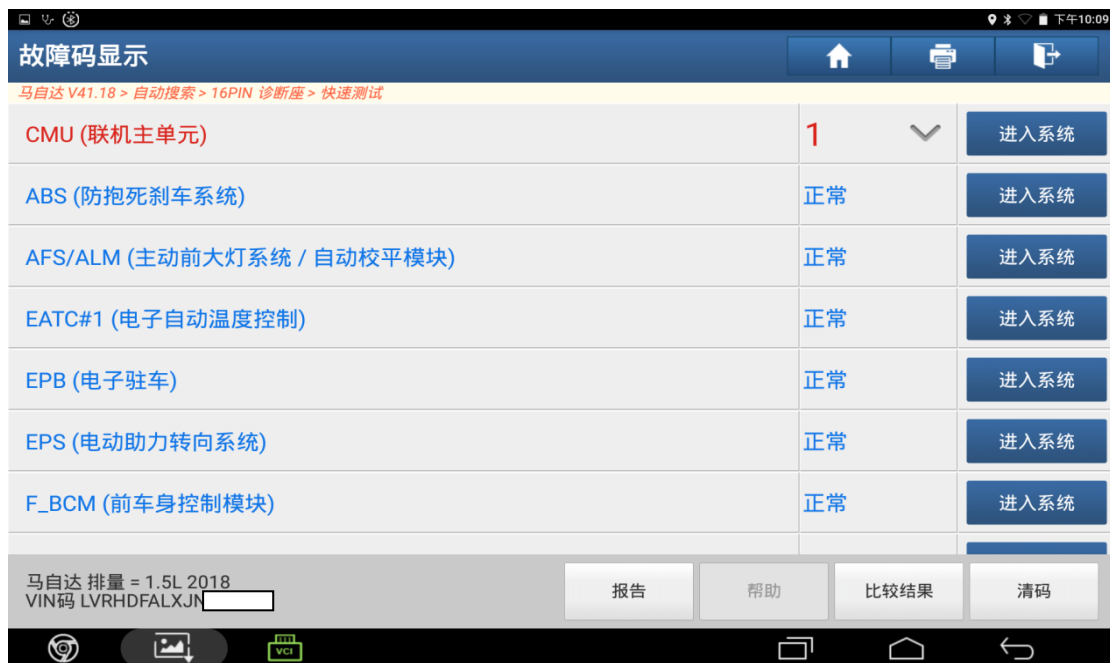 下午10:09
故障码显示
马自达 V41.18 > 自动搜索 > 16PIN 诊断座 > 快速测试
CMU (联机主单元) 1 进入系统
ABS (防抱死刹车系统) 正常 进入系统
AFS/ALM (主动前大灯系统 / 自动校平模块) 正常 进入系统
EATC#1 (电子自动温度控制) 正常 进入系统
EPB (电子驻车) 正常 进入系统
EPS (电动助力转向系统) 正常 进入系统
F_BCM (前车身控制模块) 正常 进入系统
马自达 排量 = 1.5L 2018
VIN码 LVRHDFALXJN
报告 帮助 比较结果 清码
VCI